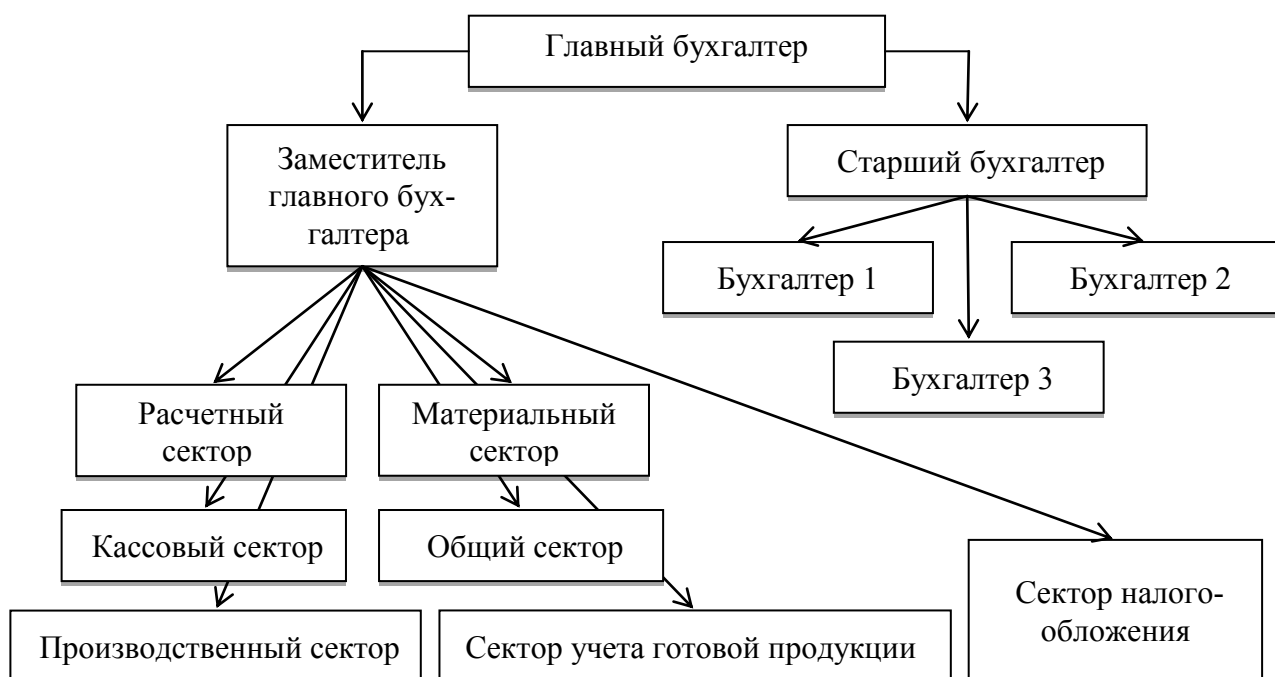 Главный бухгалтер
Заместитель
главного бух-
галтера
Старший бухгалтер
Бухгалтер 1
Бухгалтер 2
Бухгалтер 3
Расчетный
сектор
Материальный
сектор
Кассовый сектор
Общий сектор
Сектор налого-
обложения
Производственный сектор
Сектор учета готовой продукции